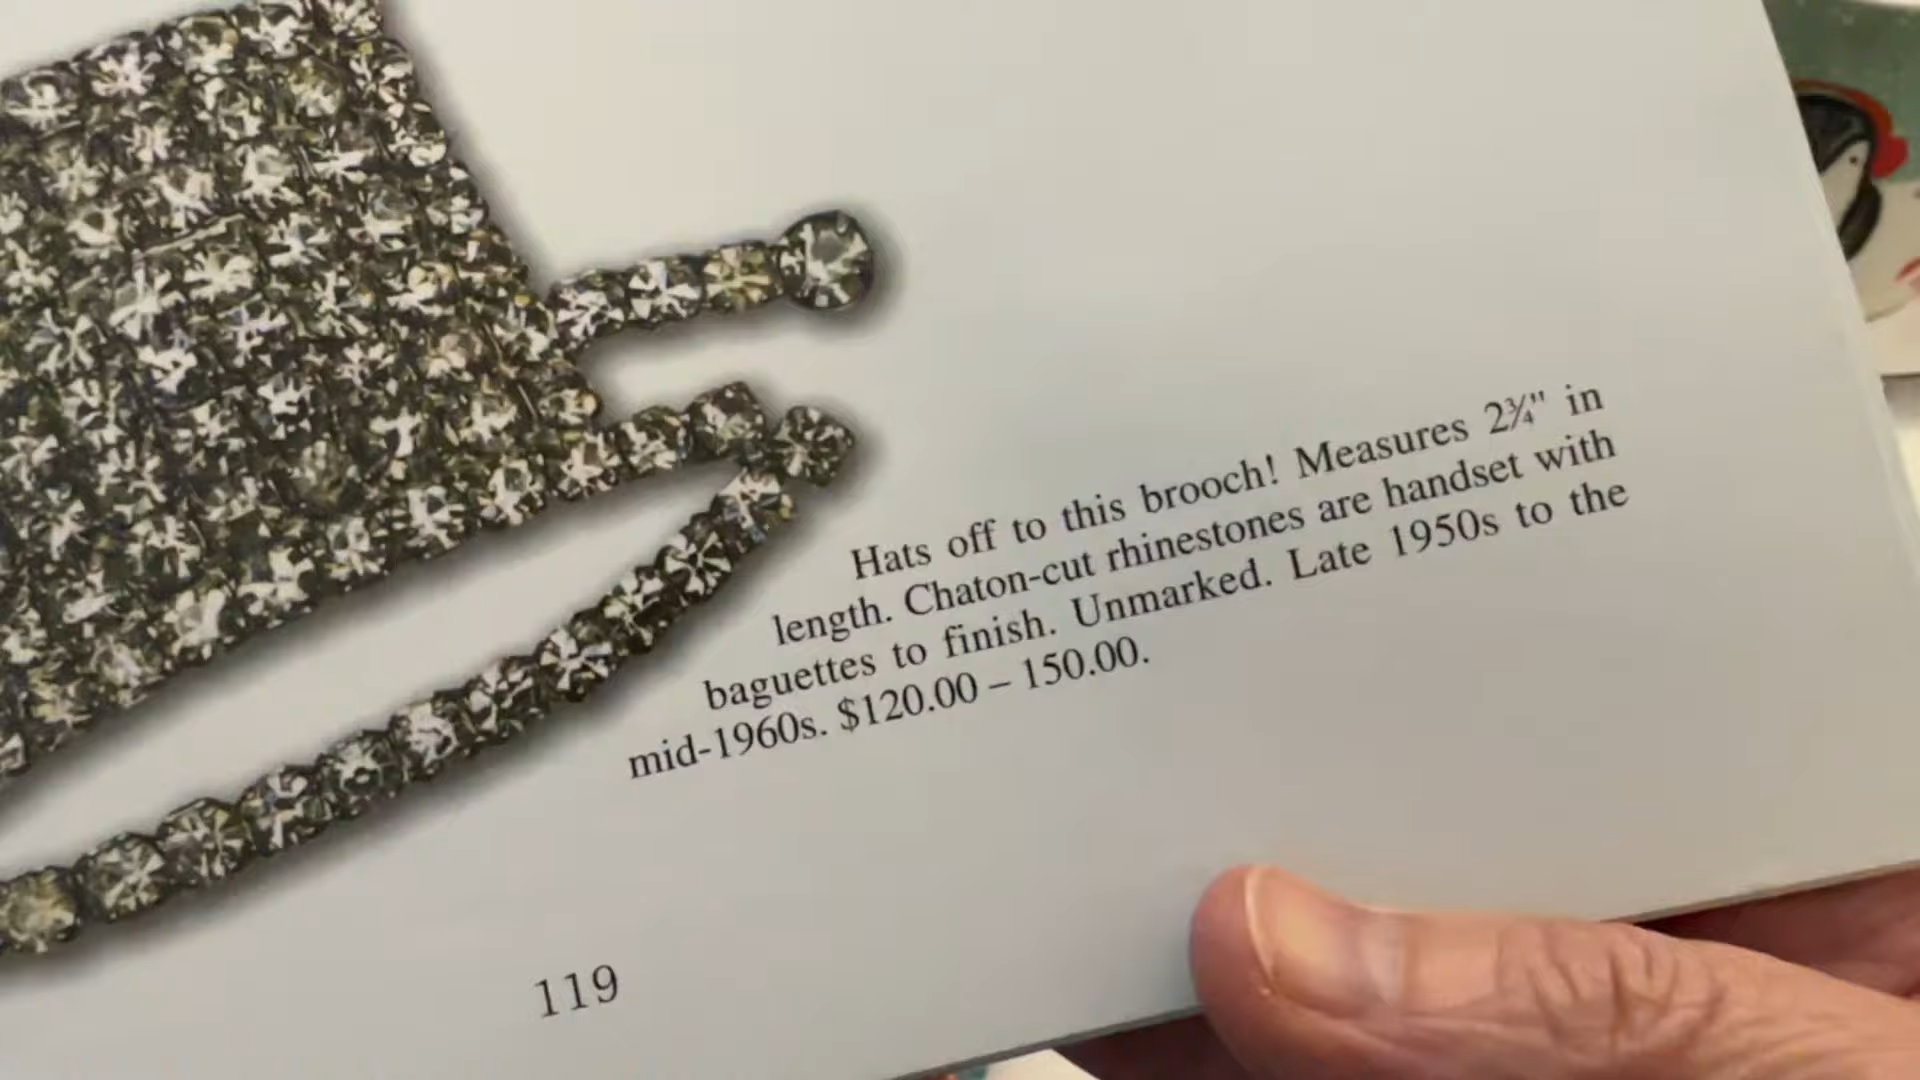 Hats off to this brooch! Measures 2¾" in
length. Chaton-cut rhinestones are handset with
baguettes to finish. Unmarked. Late 1950s to the
mid-1960s. $120.00 – 150.00.
119